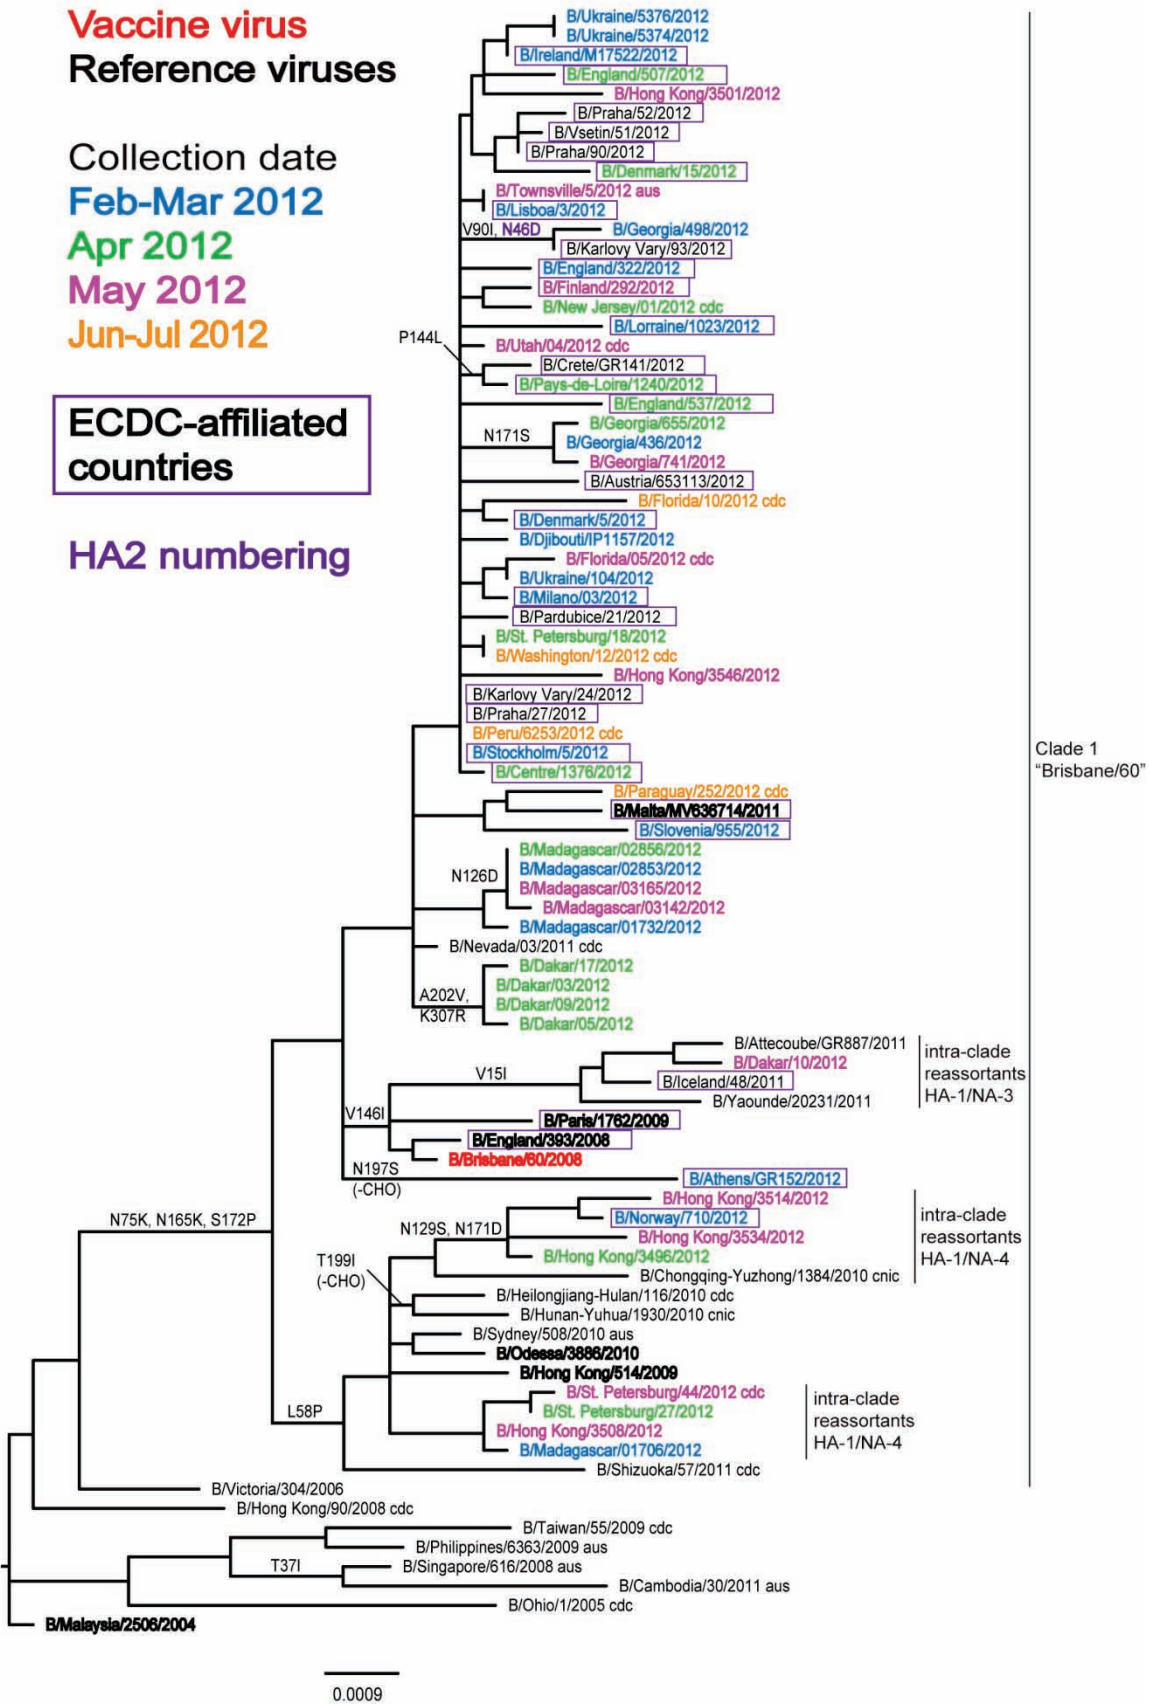 Vaccine virus
Reference viruses
Collection date
Feb-Mar 2012
Apr 2012
May 2012
Jun-Jul 2012
ECDC-affiliated
countries
HA2 numbering
B/Ukraine/5376/2012
B/Ukraine/5374/2012
B/Ireland/M17522/2012
B/England/507/2012
B/Hong Kong/3501/2012
B/Praha/52/2012
B/Vsetin/51/2012
B/Praha/90/2012
B/Denmark/15/2012
B/Townsville/5/2012 aus
B/Lisboa/3/2012
V90I, N46D
B/Georgia/498/2012
B/Karlovy Vary/93/2012
B/England/322/2012
B/Finland/292/2012
B/New Jersey/01/2012 cdc
B/Lorraine/1023/2012
P144L
B/Utah/04/2012 cdc
B/Crete/GR141/2012
B/Pays-de-Loire/1240/2012
B/England/537/2012
B/Georgia/655/2012
N171S
B/Georgia/436/2012
B/Georgia/741/2012
B/Austria/653113/2012
B/Florida/10/2012 cdc
B/Denmark/5/2012
B/Djibouti/IP1157/2012
B/Florida/05/2012 cdc
B/Ukraine/104/2012
B/Milano/03/2012
B/Pardubice/21/2012
B/St. Petersburg/18/2012
B/Washington/12/2012 cdc
B/Hong Kong/3546/2012
B/Karlovy Vary/24/2012
B/Praha/27/2012
B/Peru/6253/2012 cdc
B/Stockholm/5/2012
B/Centre/1376/2012
Clade 1
"Brisbane/60"
B/Paraguay/252/2012 cdc
B/Malta/MV636714/2011
B/Slovenia/955/2012
B/Madagascar/02856/2012
B/Madagascar/02853/2012
N126D
B/Madagascar/03165/2012
B/Madagascar/03142/2012
B/Madagascar/01732/2012
B/Nevada/03/2011 cdc
B/Dakar/17/2012
B/Dakar/03/2012
A202V,
K307R
B/Dakar/09/2012
B/Dakar/05/2012
B/Attecoube/GR887/2011
B/Dakar/10/2012
V15I
B/Iceland/48/2011
B/Yaounde/20231/2011
intra-clade
reassortants
HA-1/NA-3
V146I
B/Paris/1762/2009
B/England/393/2008
B/Brisbane/60/2008
N197S
(-CHO)
B/Athens/GR152/2012
N75K, N165K, S172P
B/Hong Kong/3514/2012
B/Norway/710/2012
N129S, N171D
B/Hong Kong/3534/2012
B/Hong Kong/3496/2012
B/Chongqing-Yuzhong/1384/2010 cnic
intra-clade
reassortants
HA-1/NA-4
T199I
(-CHO)
B/Heilongjiang-Hulan/116/2010 cdc
B/Hunan-Yuhua/1930/2010 cnic
B/Sydney/508/2010 aus
B/Odessa/3886/2010
B/Hong Kong/514/2009
L58P
B/St. Petersburg/44/2012 cdc
B/St. Petersburg/27/2012
B/Hong Kong/3508/2012
B/Madagascar/01706/2012
intra-clade
reassortants
HA-1/NA-4
B/Shizuoka/57/2011 cdc
B/Victoria/304/2006
B/Hong Kong/90/2008 cdc
B/Taiwan/55/2009 cdc
B/Philippines/6363/2009 aus
T37I
B/Singapore/616/2008 aus
B/Cambodia/30/2011 aus
B/Ohio/1/2005 cdc
B/Malaysia/2506/2004
0.0009